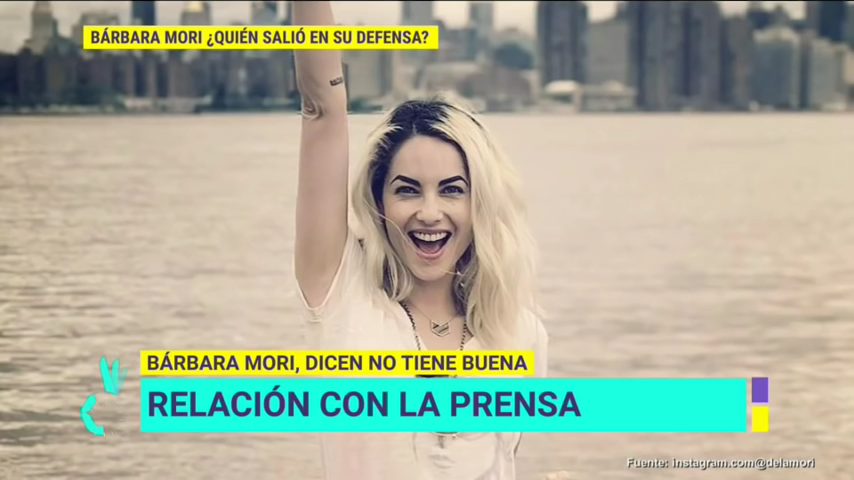 BÁRBARA MORI ¿QUIÉN SALIÓ EN SU DEFENSA?
BÁRBARA MORI, DICEN NO TIENE BUENA
RELACIÓN CON LA PRENSA
Fuente: instagram.com@delamori